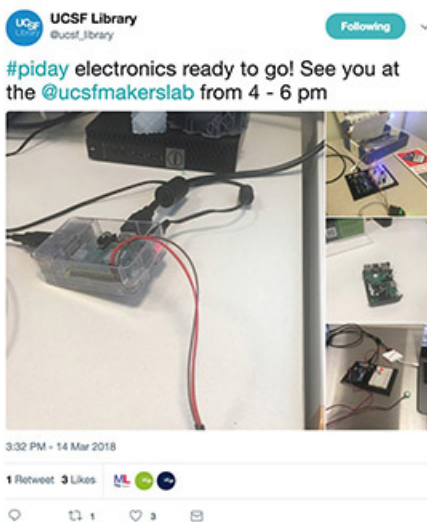 UCSF Library
@ucsf_library
Following
#piday electronics ready to go! See you at
the @ucsfmakerslab from 4 - 6 pm
3:32 PM - 14 Mar 2018
1 Retweet 3 Likes
1
3